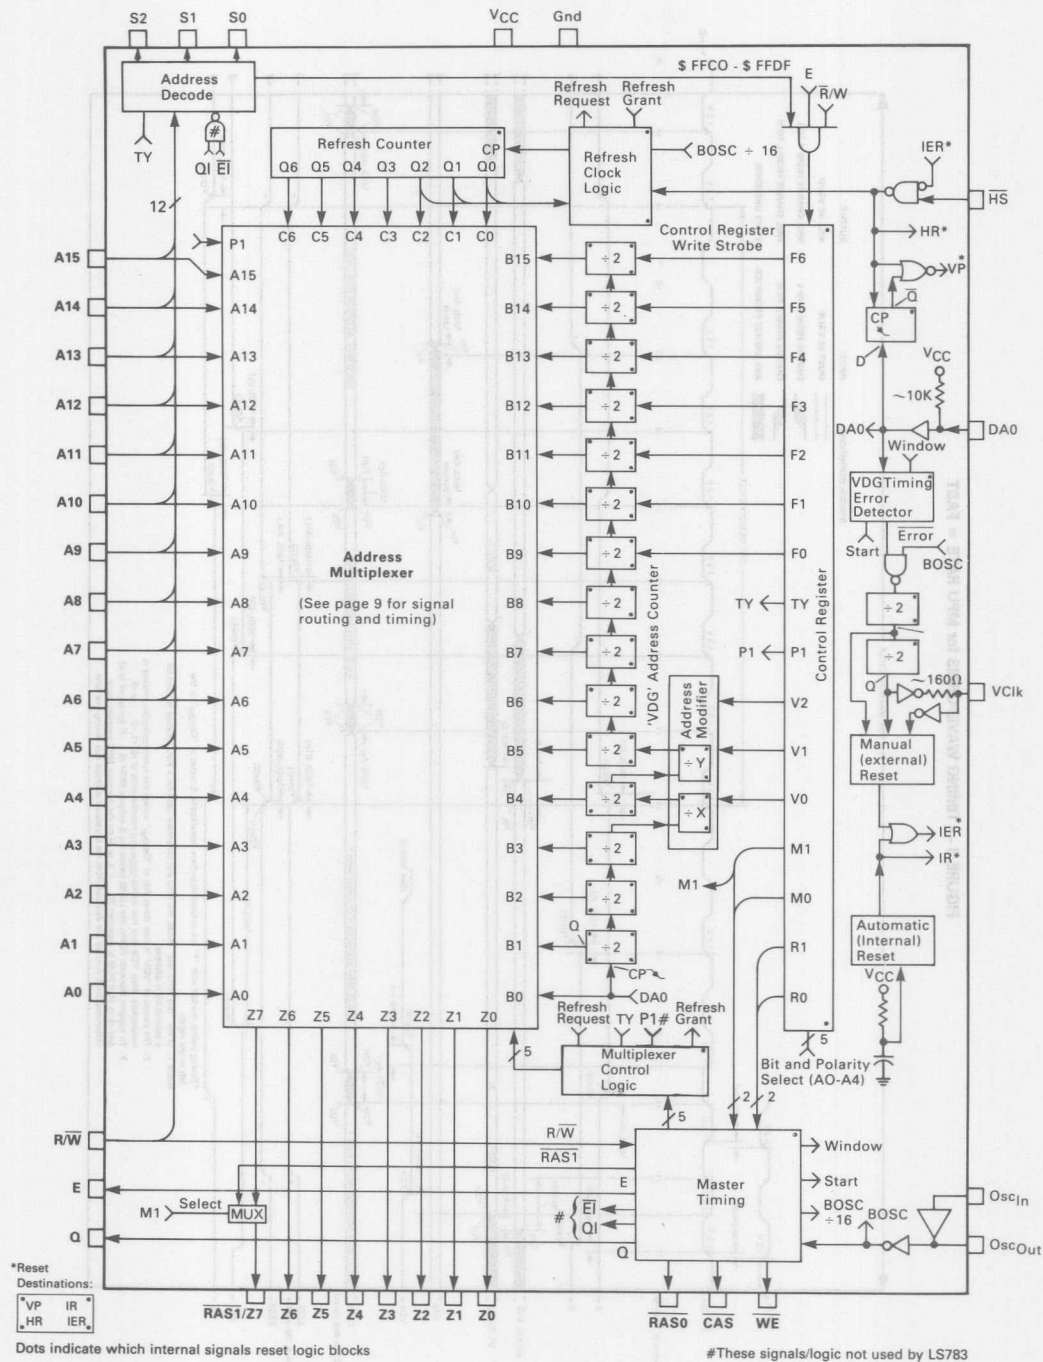 S2 S1 S0 VCC Gnd
Address
Decode
$ FFCO - $ FFDF
E
R̅/W
Refresh
Request
Refresh
Grant
TY
#
QI E̅I̅
Refresh Counter
CP
Q6 Q5 Q4 Q3 Q2 Q1 Q0
Refresh
Clock
Logic
BOSC ÷ 16
IER*
H̅S̅
HR*
VP*
12
P1 C6 C5 C4 C3 C2 C1 C0
Control Register
Write Strobe
A15 A15 B15 ÷ 2 F6
A14 A14 B14 ÷ 2 F5
CP
Q̅
D
A13 A13 B13 ÷ 2 F4
VCC
~10K
A12 A12 B12 ÷ 2 F3
DA0 DA0
Window
A11 A11 B11 ÷ 2 F2
A10 A10 B10 ÷ 2 F1
VDG Timing
Error
Detector
Start
E̅r̅r̅o̅r̅
BOSC
A9 A9 B9 ÷ 2 F0
Address
Multiplexer
(See page 9 for signal
routing and timing)
A8 A8 B8 ÷ 2 TY TY
÷ 2
A7 A7 B7 ÷ 2 P1 P1
÷ 2
Q
'VDG' Address Counter
Control Register
Address
Modifier
~160Ω
VClk
A6 A6 B6 ÷ 2 V2
A5 A5 B5 ÷ 2 ÷ Y V1
Manual
(external)
Reset
A4 A4 B4 ÷ 2 ÷ X V0
IER*
IR*
A3 A3 B3 ÷ 2 M1
M1
A2 A2 B2 ÷ 2 M0
Automatic
(Internal)
Reset
VCC
A1 A1 B1 Q ÷ 2 R1
CP
A0 A0 B0 DA0 R0
Z7 Z6 Z5 Z4 Z3 Z2 Z1 Z0
Refresh
Request
TY P1#
Refresh
Grant
5
Multiplexer
Control
Logic
5
Bit and Polarity
Select (AO-A4)
5
2 2
R/W̅ R/W̅
R̅A̅S̅1̅
Master
Timing
Window
Start
BOSC
÷16
BOSC
E E
M1 Select MUX
# { E̅I̅
QI
Q Q
OscIn
OscOut
*Reset
Destinations:
VP IR
HR IER
R̅A̅S̅1̅/Z7 Z6 Z5 Z4 Z3 Z2 Z1 Z0 R̅A̅S̅0̅ C̅A̅S̅ W̅E̅
Dots indicate which internal signals reset logic blocks
#These signals/logic not used by LS783